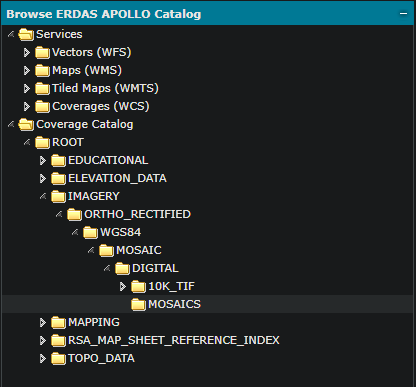 Browse ERDAS APOLLO Catalog
Services
Vectors (WFS)
Maps (WMS)
Tiled Maps (WMTS)
Coverages (WCS)
Coverage Catalog
ROOT
EDUCATIONAL
ELEVATION_DATA
IMAGERY
ORTHO_RECTIFIED
WGS84
MOSAIC
DIGITAL
10K_TIF
MOSAICS
MAPPING
RSA_MAP_SHEET_REFERENCE_INDEX
TOPO_DATA